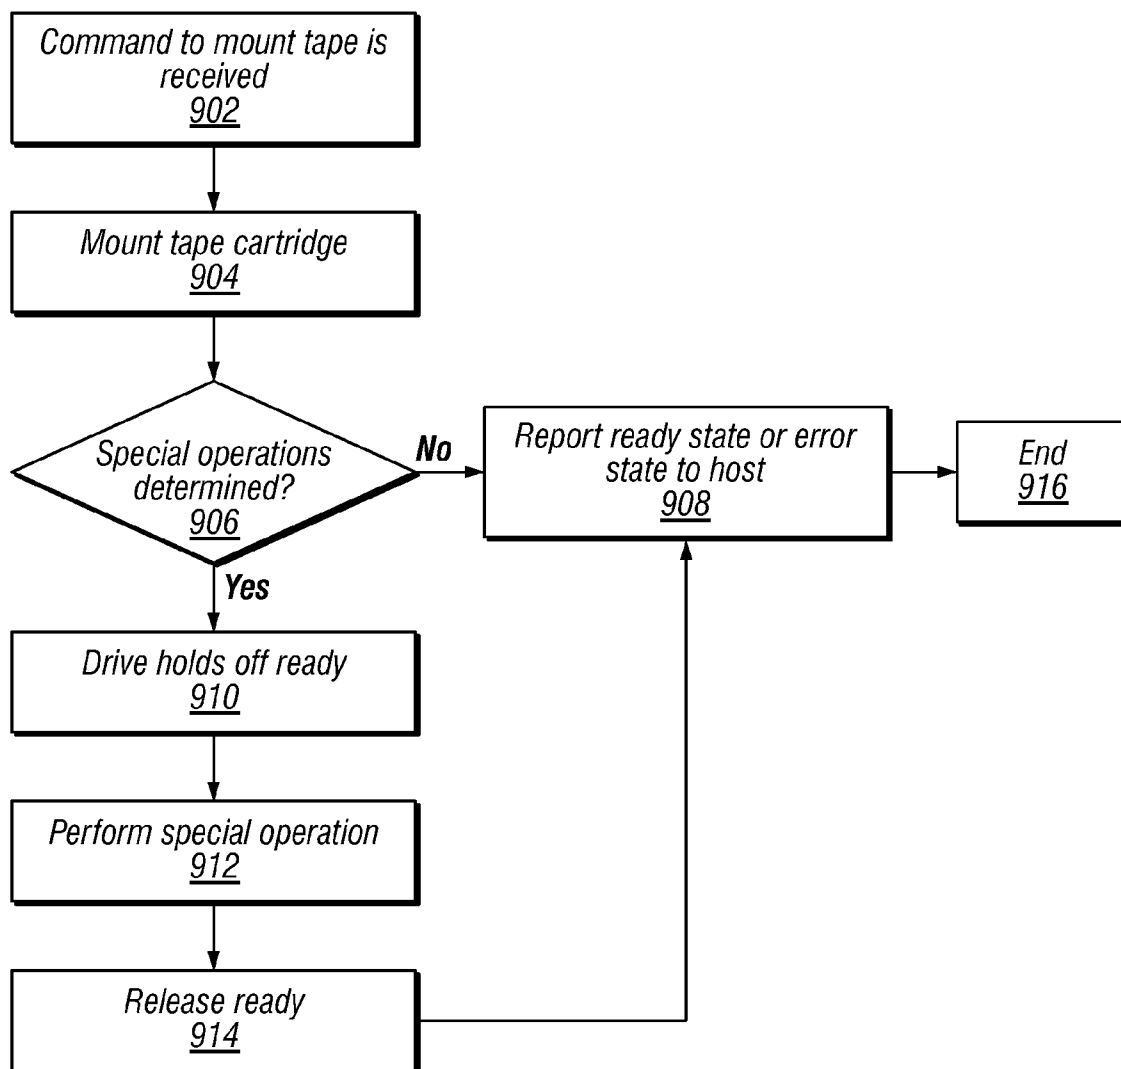 Command to mount tape is
received
902
Mount tape cartridge
904
Special operations
determined?
906
No
Report ready state or error
state to host
908
End
916
Yes
Drive holds off ready
910
Perform special operation
912
Release ready
914